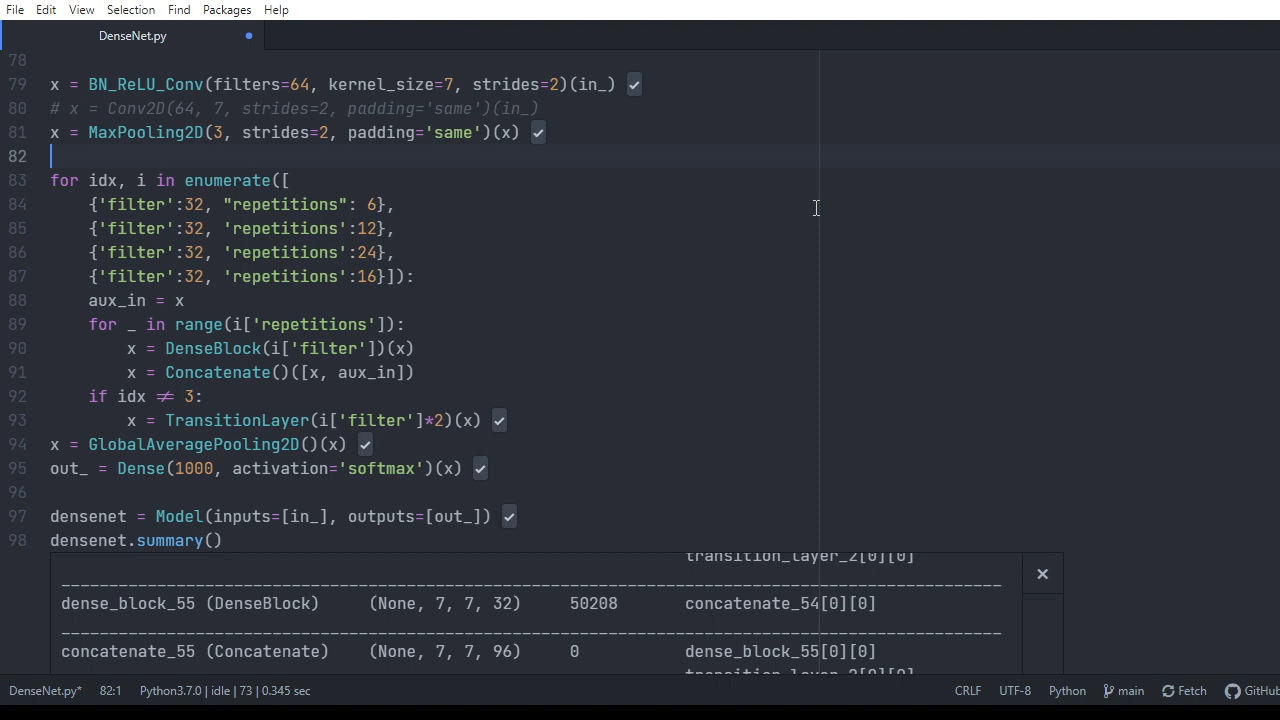 File Edit View Selection Find Packages Help
DenseNet.py
78
79 x = BN_ReLU_Conv(filters=64, kernel_size=7, strides=2)(in_)
80 # x = Conv2D(64, 7, strides=2, padding='same')(in_)
81 x = MaxPooling2D(3, strides=2, padding='same')(x)
82
83 for idx, i in enumerate([
84 {'filter':32, "repetitions": 6},
85 {'filter':32, 'repetitions':12},
86 {'filter':32, 'repetitions':24},
87 {'filter':32, 'repetitions':16}]):
88 aux_in = x
89 for _ in range(i['repetitions']):
90 x = DenseBlock(i['filter'])(x)
91 x = Concatenate()([x, aux_in])
92 if idx ≠ 3:
93 x = TransitionLayer(i['filter']*2)(x)
94 x = GlobalAveragePooling2D()(x)
95 out_ = Dense(1000, activation='softmax')(x)
96
97 densenet = Model(inputs=[in_], outputs=[out_])
98 densenet.summary()
transition_layer_2[0][0]
dense_block_55 (DenseBlock) (None, 7, 7, 32) 50208 concatenate_54[0][0]
concatenate_55 (Concatenate) (None, 7, 7, 96) 0 dense_block_55[0][0]
transition_layer_2[0][0]
DenseNet.py* 82:1 Python3.7.0 | idle | 73 | 0.345 sec CRLF UTF-8 Python main Fetch GitHub